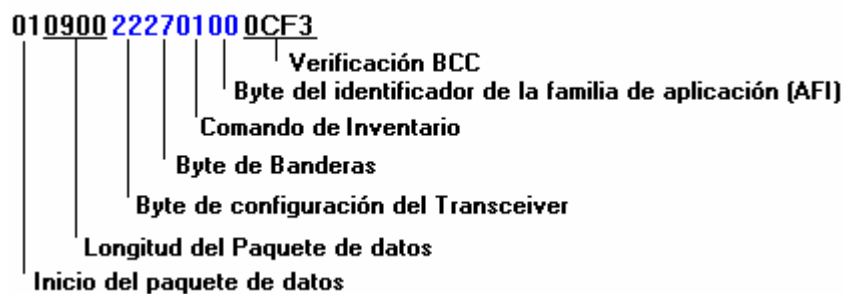 010900222701000CF3
Verificación BCC
Byte del identificador de la familia de aplicación (AFI)
Comando de Inventario
Byte de Banderas
Byte de configuración del Transceiver
Longitud del Paquete de datos
Inicio del paquete de datos